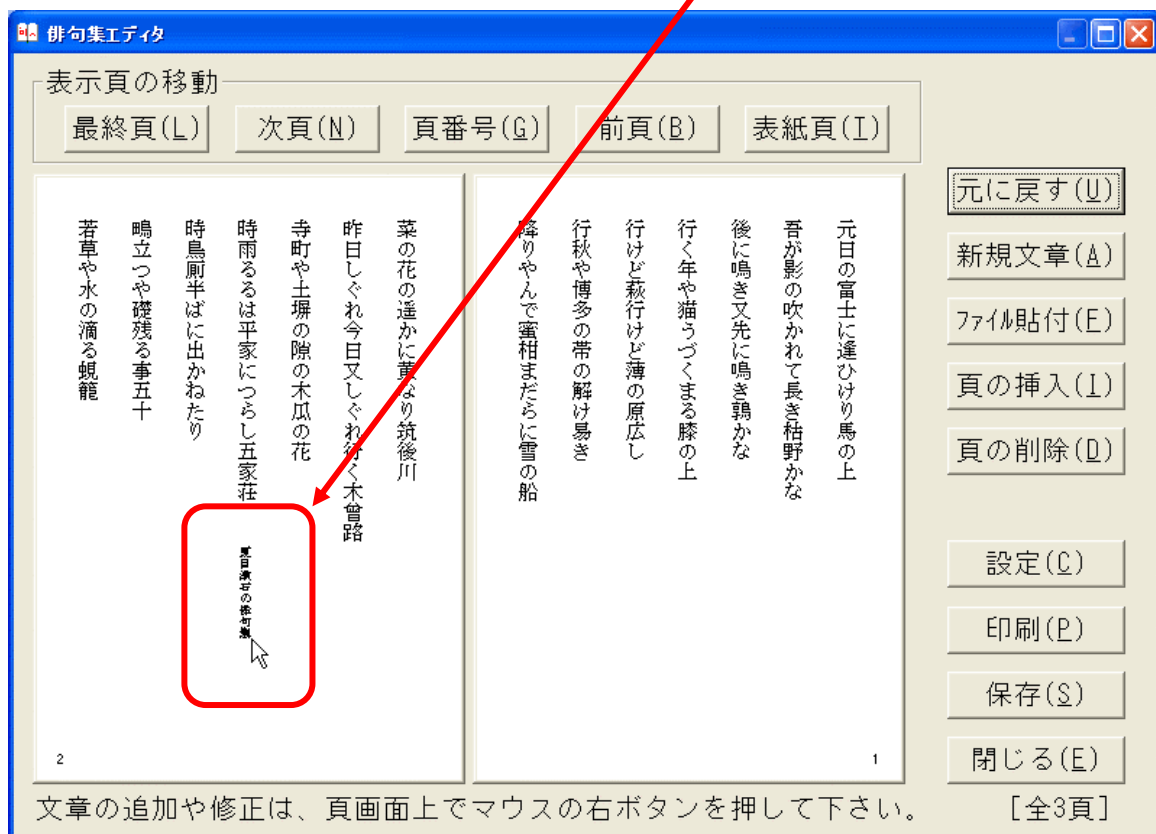 俳句集エディタ
表示頁の移動
最終頁(L)
次頁(N)
頁番号(G)
前頁(B)
表紙頁(I)
元日の富士に逢ひけり馬の上
吾が影の吹かれて長き枯野かな
後に鳴き又先に鳴き鶉かな
行く年や猫うづくまる膝の上
行けど萩行けど薄の原広し
行秋や博多の帯の解け易き
降りやんで蜜柑まだらに雪の船
1
菜の花の遥かに黄なり筑後川
昨日しぐれ今日又しぐれ行く木曾路
寺町や土塀の隙の木瓜の花
時雨るるは平家につらし五家荘
夏目漱石の俳句集
時鳥厠半ばに出かねたり
鴫立つや礎残る事五十
若草や水の滴る蜆籠
2
元に戻す(U)
新規文章(A)
ファイル貼付(F)
頁の挿入(I)
頁の削除(D)
設定(C)
印刷(P)
保存(S)
閉じる(E)
文章の追加や修正は、頁画面上でマウスの右ボタンを押して下さい。
[全3頁]